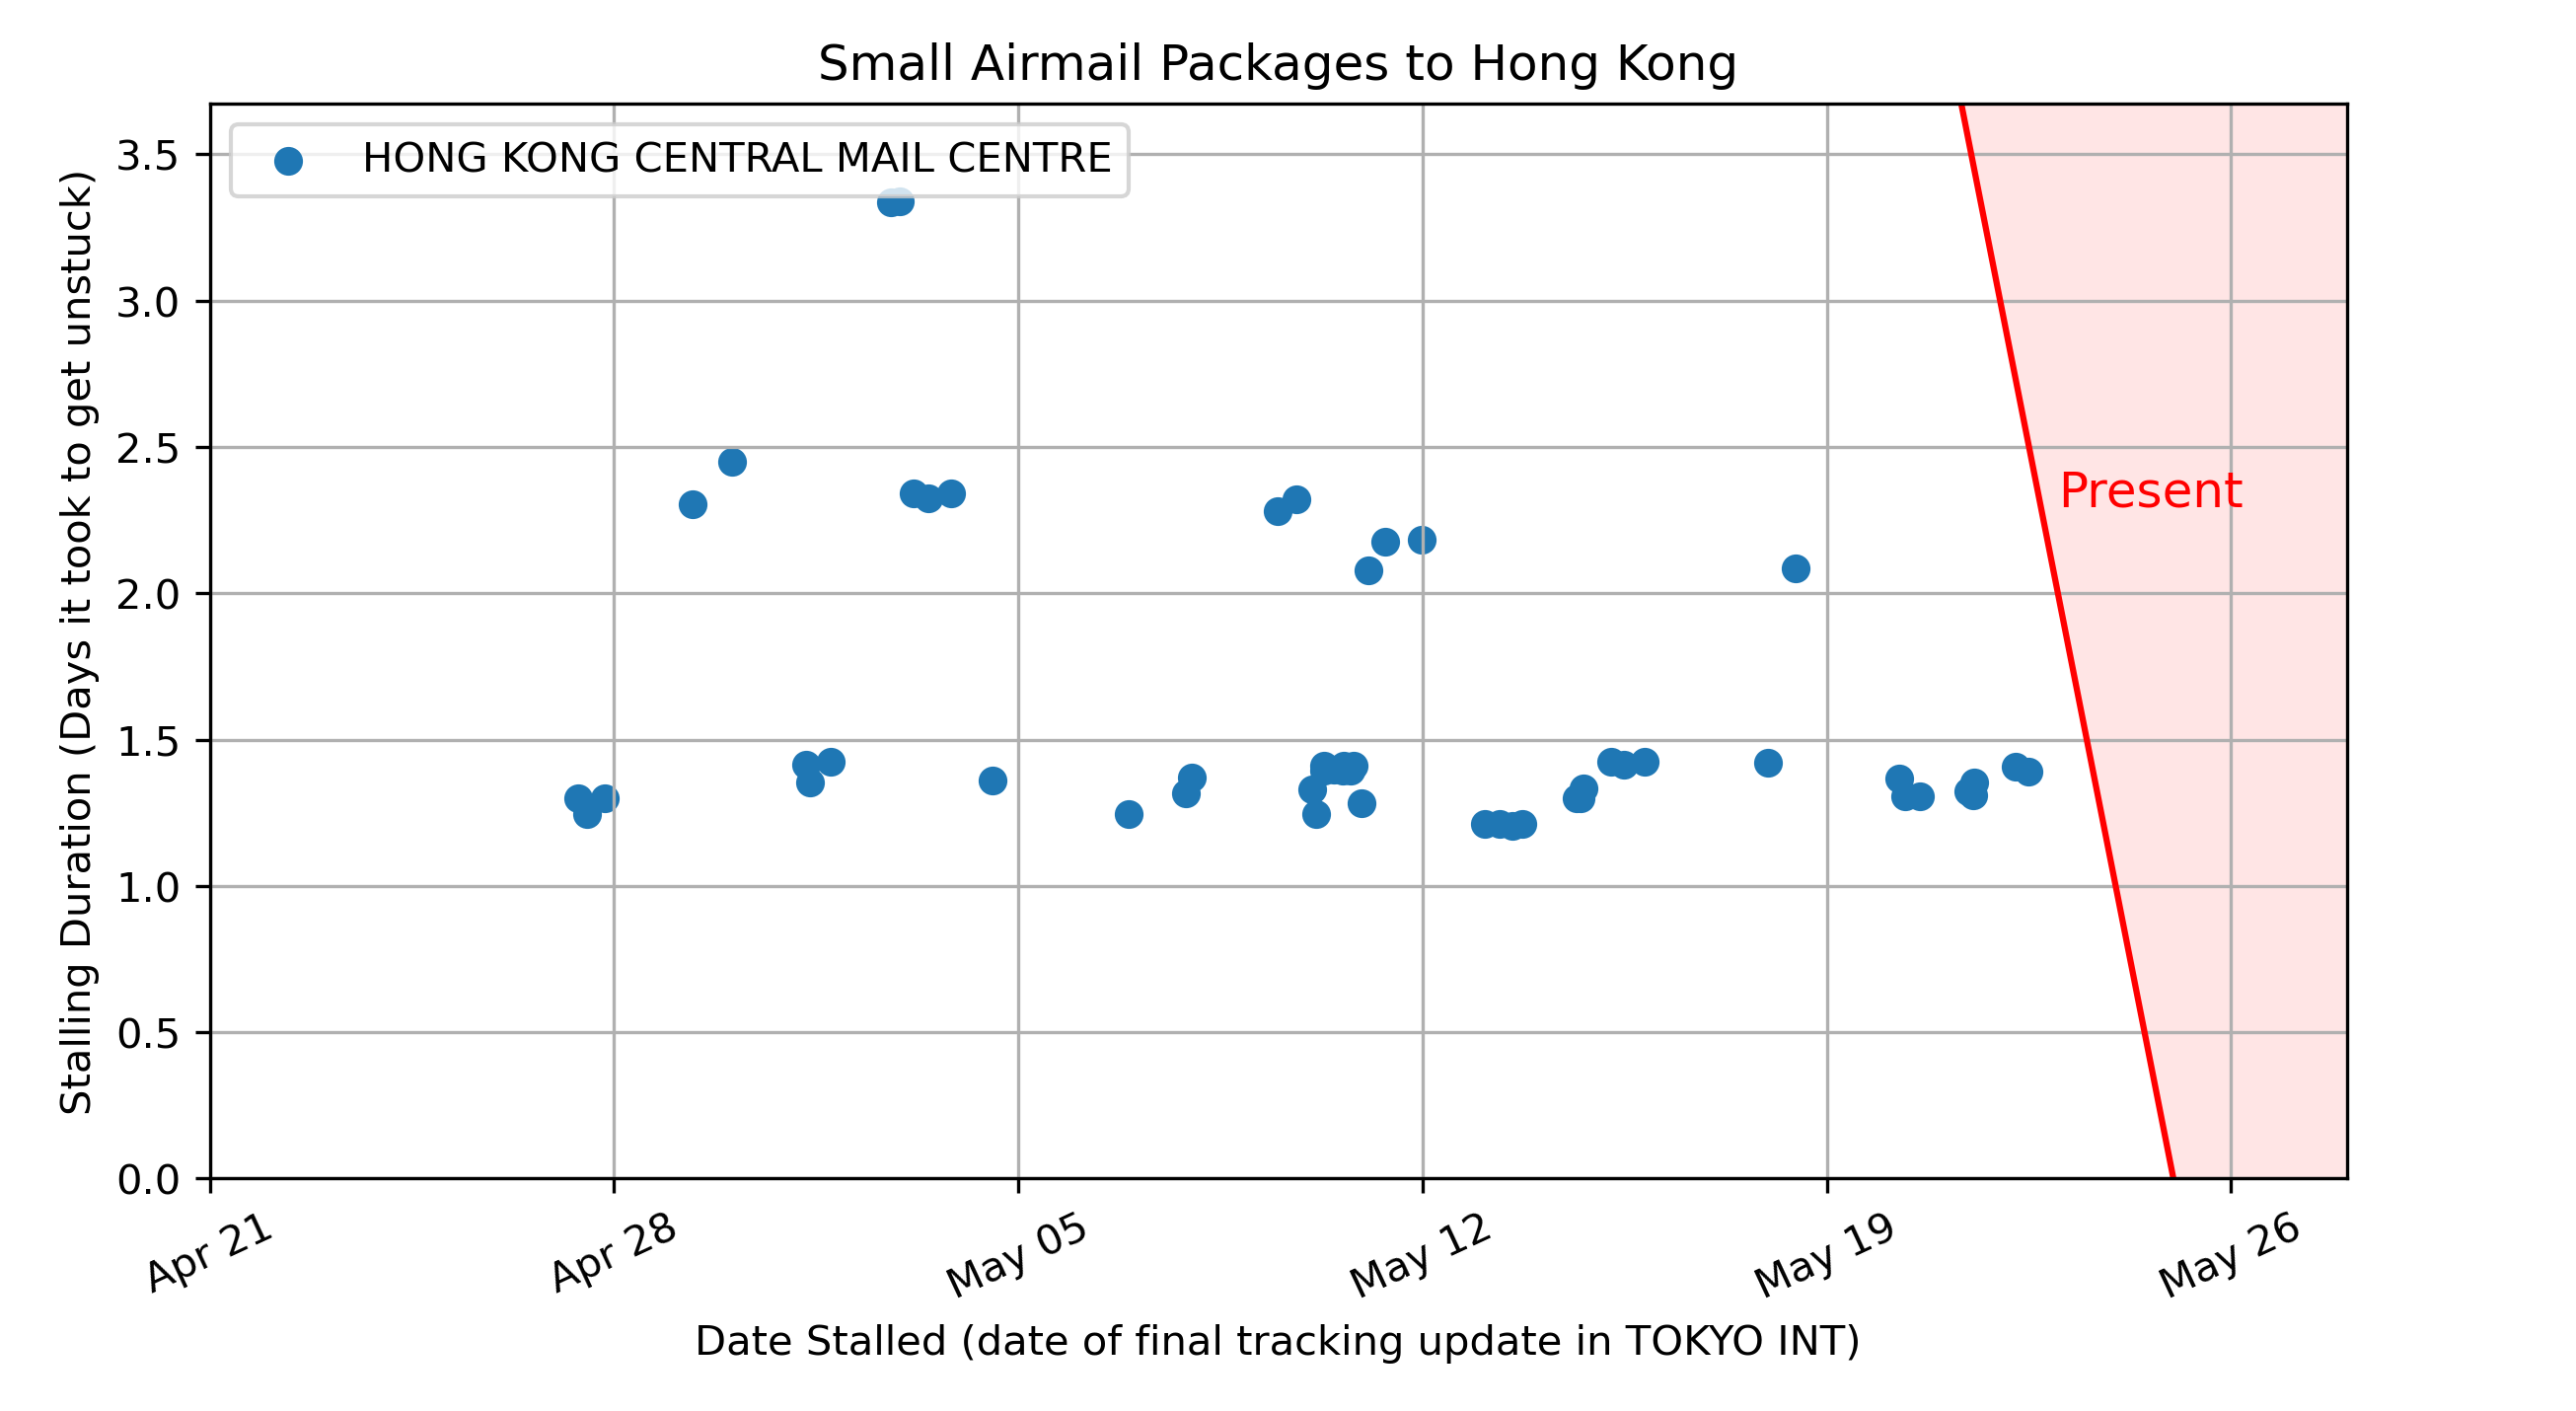 Small Airmail Packages to Hong Kong
HONG KONG CENTRAL MAIL CENTRE
Stalling Duration (Days it took to get unstuck)
3.5
3.0
2.5
2.0
1.5
1.0
0.5
0.0
Present
Apr 21
Apr 28
May 05
May 12
May 19
May 26
Date Stalled (date of final tracking update in TOKYO INT)